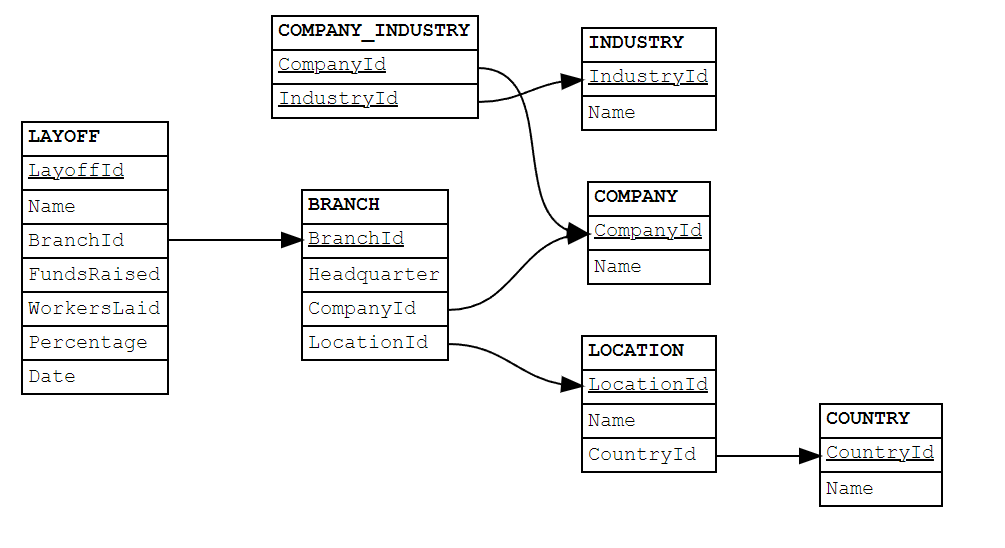 COMPANY_INDUSTRY
CompanyId
IndustryId
INDUSTRY
IndustryId
Name
LAYOFF
LayoffId
Name
BranchId
FundsRaised
WorkersLaid
Percentage
Date
BRANCH
BranchId
Headquarter
CompanyId
LocationId
COMPANY
CompanyId
Name
LOCATION
LocationId
Name
CountryId
COUNTRY
CountryId
Name